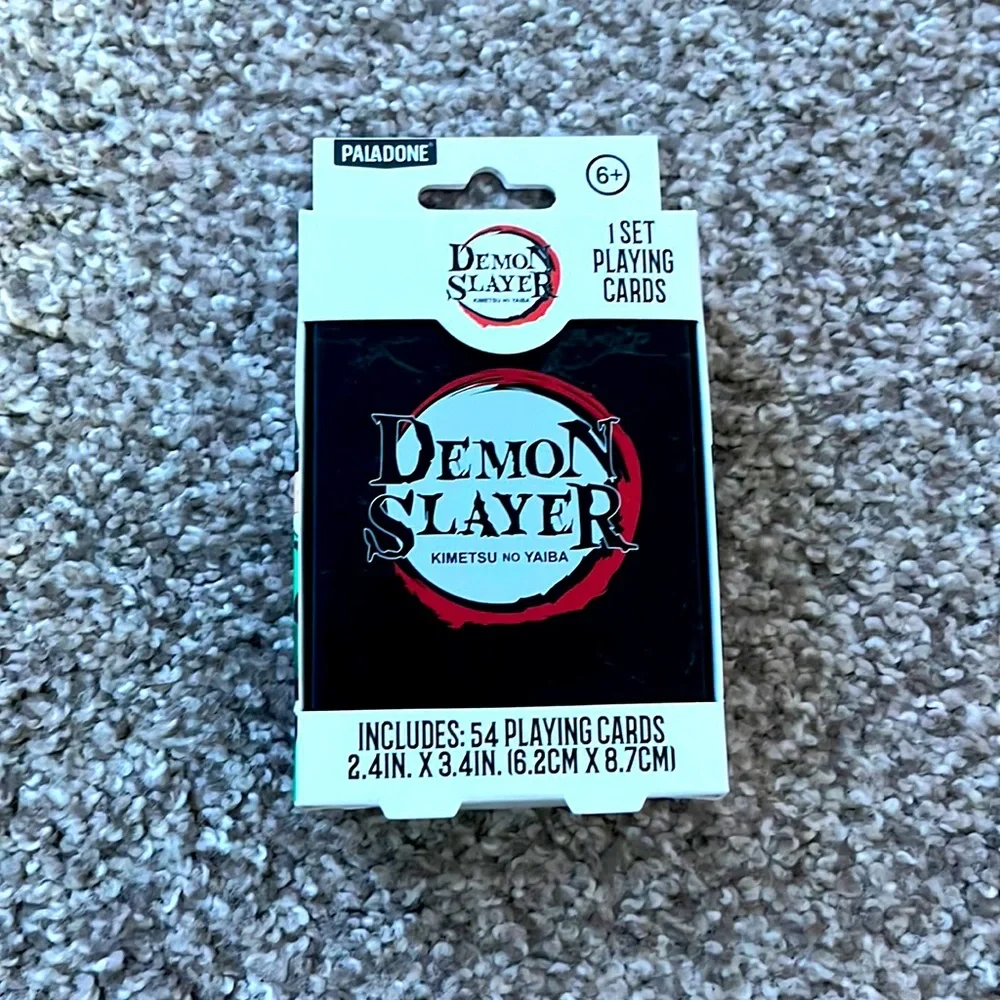 PALADONE
6+
DEMON
SLAYER
KIMETSU NO YAIBA
1 SET
PLAYING
CARDS
DEMON
SLAYER
KIMETSU NO YAIBA
INCLUDES: 54 PLAYING CARDS
2.4IN. X 3.4IN. (6.2CM X 8.7CM)